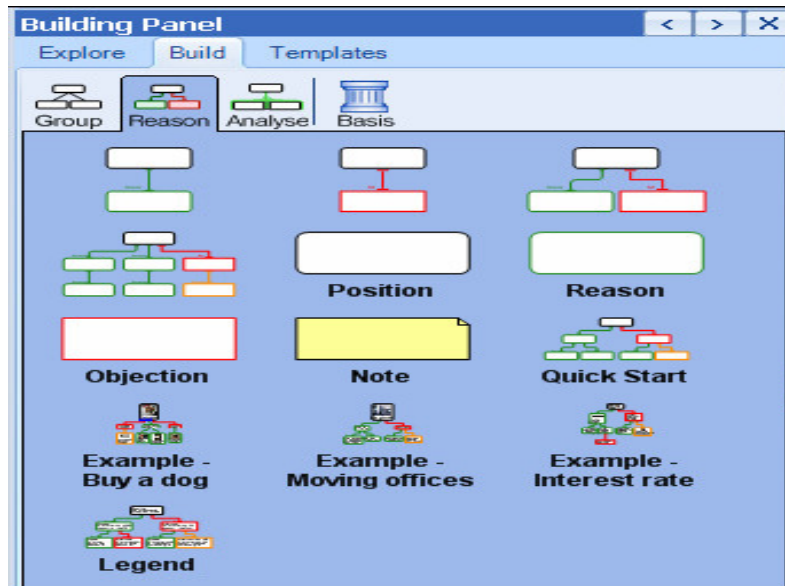 Building Panel
Explore Build Templates
Group Reason Analyse Basis
Position Reason
Objection Note Quick Start
Example - Example - Example -
Buy a dog Moving offices Interest rate
Legend